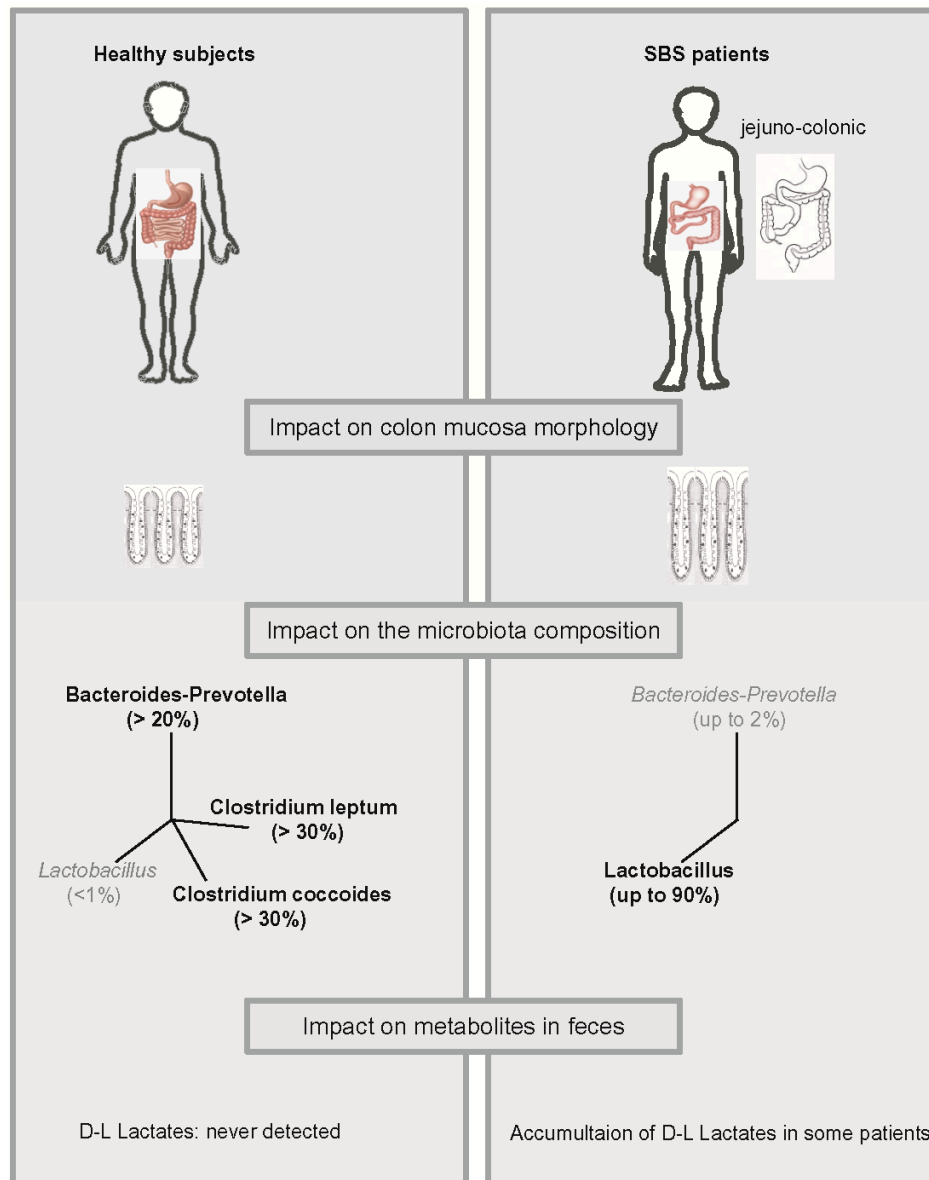 Healthy subjects
SBS patients
jejuno-colonic
Impact on colon mucosa morphology
Impact on the microbiota composition
Bacteroides-Prevotella
(> 20%)
Clostridium leptum
(> 30%)
Lactobacillus
(<1%)
Clostridium coccoides
(> 30%)
Bacteroides-Prevotella
(up to 2%)
Lactobacillus
(up to 90%)
Impact on metabolites in feces
D-L Lactates: never detected
Accumultaion of D-L Lactates in some patients